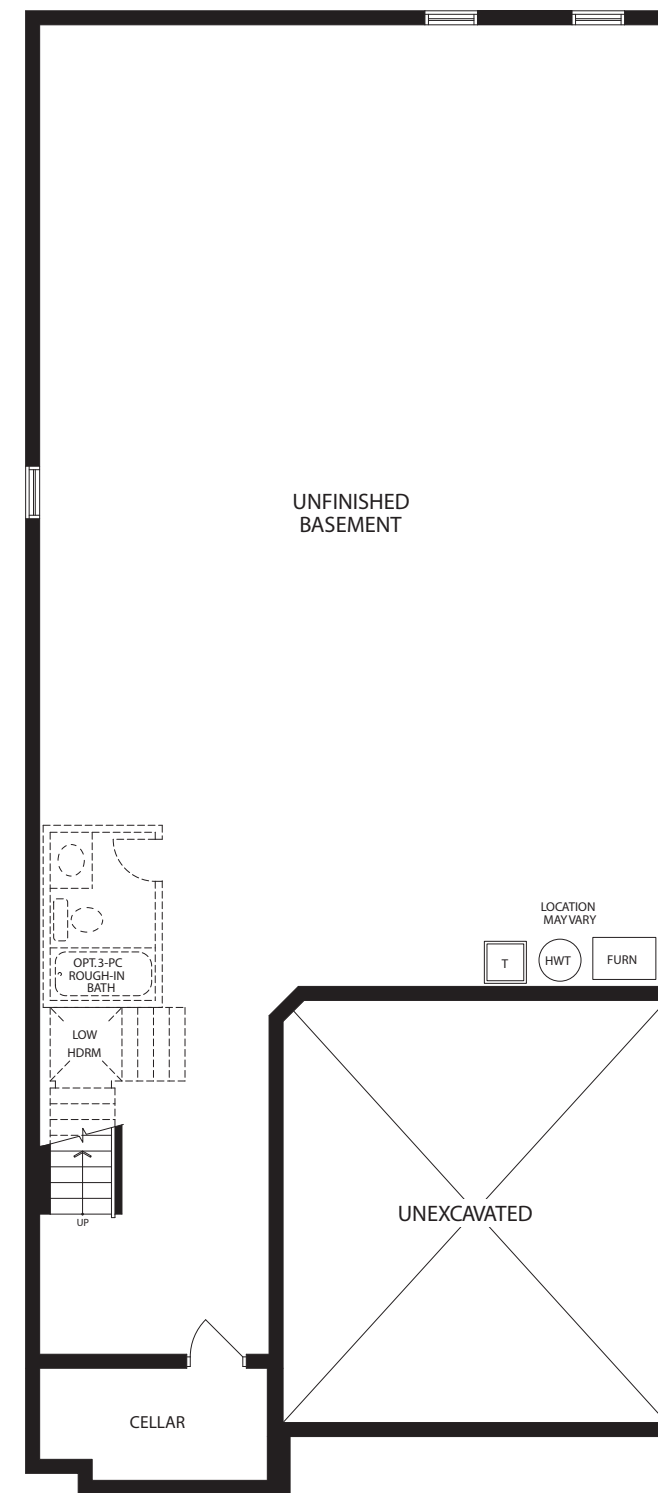 UNFINISHED
BASEMENT
LOCATION
MAY VARY
T
HWT
FURN
OPT.3-PC
ROUGH-IN
BATH
LOW
HDRM
UP
UNEXCAVATED
CELLAR